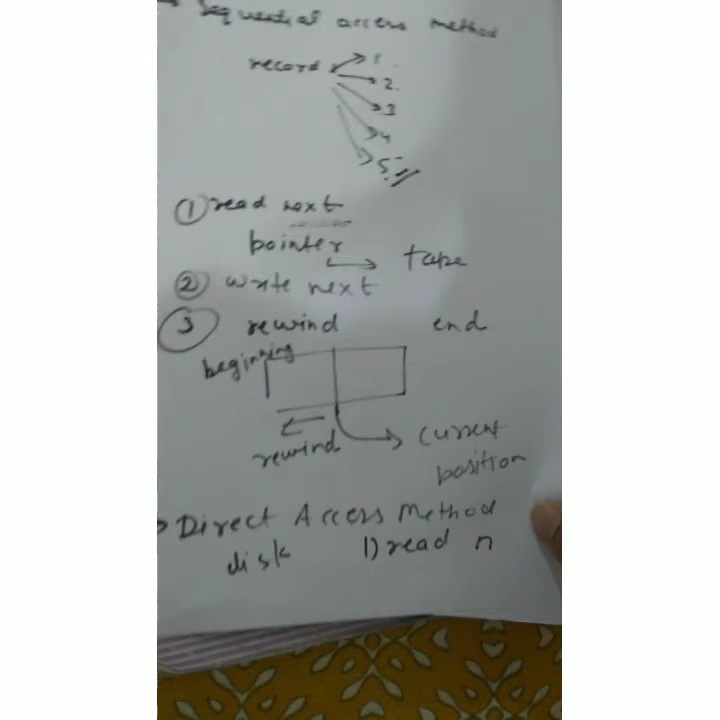 Sequential access method
record 1.
2.
3
4
5.
① read next
pointer → tape
② write next
③ rewind end
beginning
rewind
current
position
→ Direct Access Method
disk 1) read n